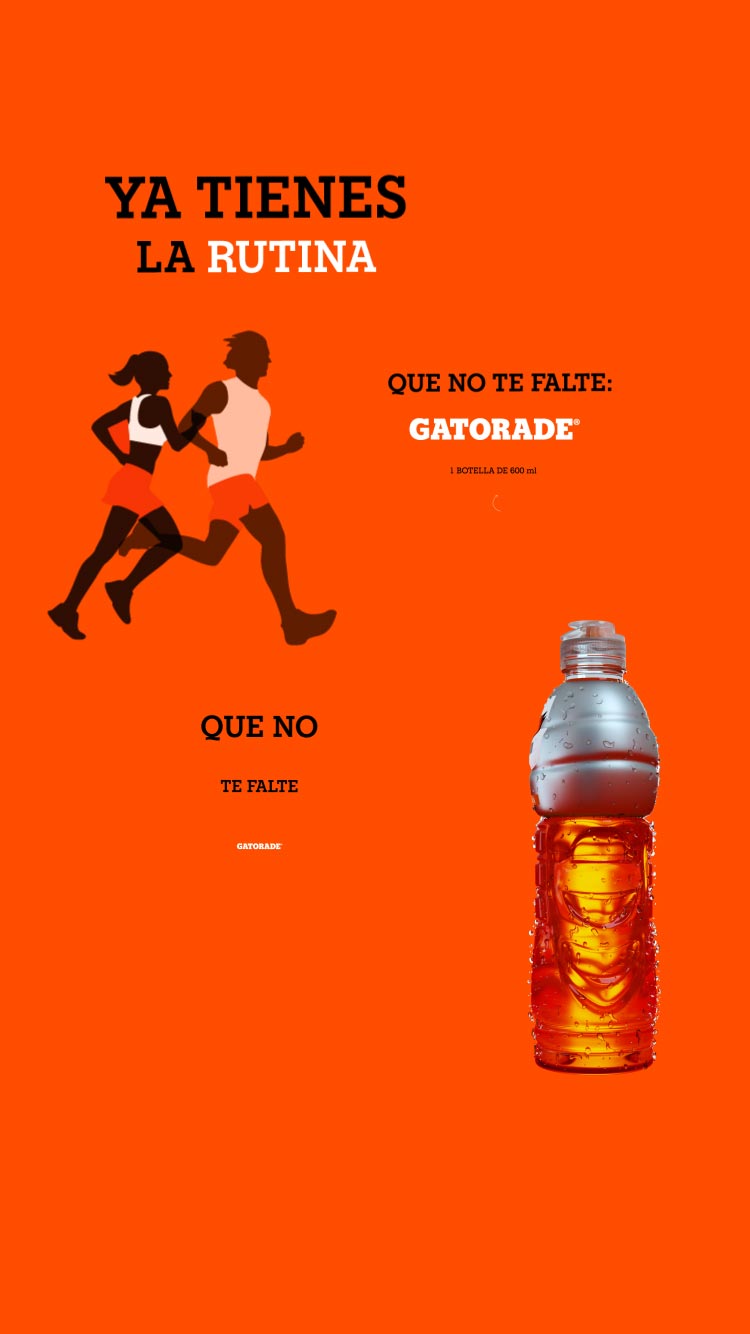 YA TIENES
LA RUTINA
QUE NO TE FALTE:
GATORADE®
1 BOTELLA DE 600 ml
QUE NO
TE FALTE
GATORADE®